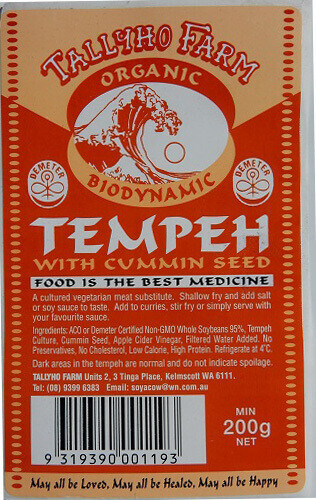 TALLYHO FARM
ORGANIC
DEMETER
DEMETER
BIODYNAMIC
TEMPEH
WITH CUMMIN SEED
FOOD IS THE BEST MEDICINE
A cultured vegetarian meat substitute. Shallow fry and add salt
or soy sauce to taste. Add to curries, stir fry or simply serve with
your favourite sauce.
Ingredients: ACO or Demeter Certified Non-GMO Whole Soybeans 95%, Tempeh
Culture, Cummin Seed, Apple Cider Vinegar, Filtered Water Added. No
Preservatives, No Cholesterol, Low Calorie, High Protein. Refrigerate at 4°C.
Dark areas in the tempeh are normal and do not indicate spoilage.
TALLYHO FARM Units 2, 3 Tinga Place, Kelmscott WA 6111.
Tel: (08) 9399 6383 Email: soyacow@wn.com.au
MIN
200g
NET
9 319390 001193
May all be Loved, May all be Healed, May all be Happy